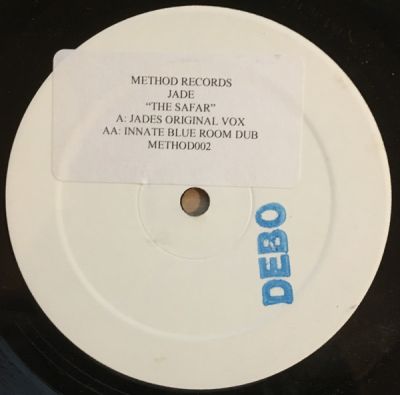 METHOD RECORDS
JADE
“THE SAFAR”
A: JADES ORIGINAL VOX
AA: INNATE BLUE ROOM DUB
METHOD002
DEBO